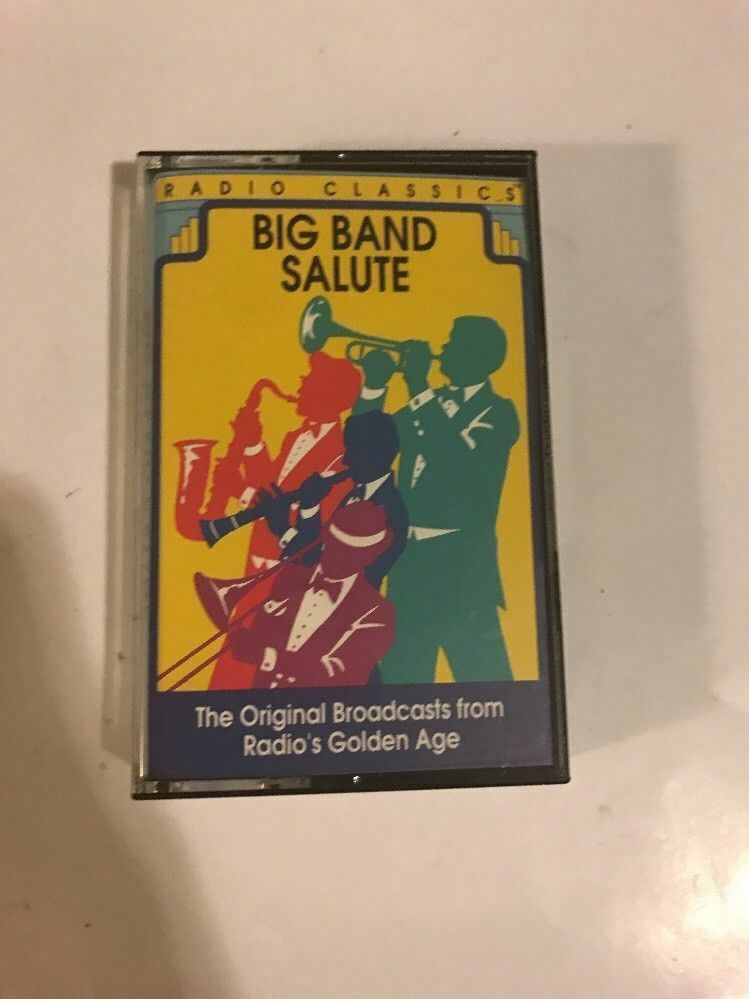 RADIO CLASSICS
BIG BAND
SALUTE
The Original Broadcasts from
Radio's Golden Age